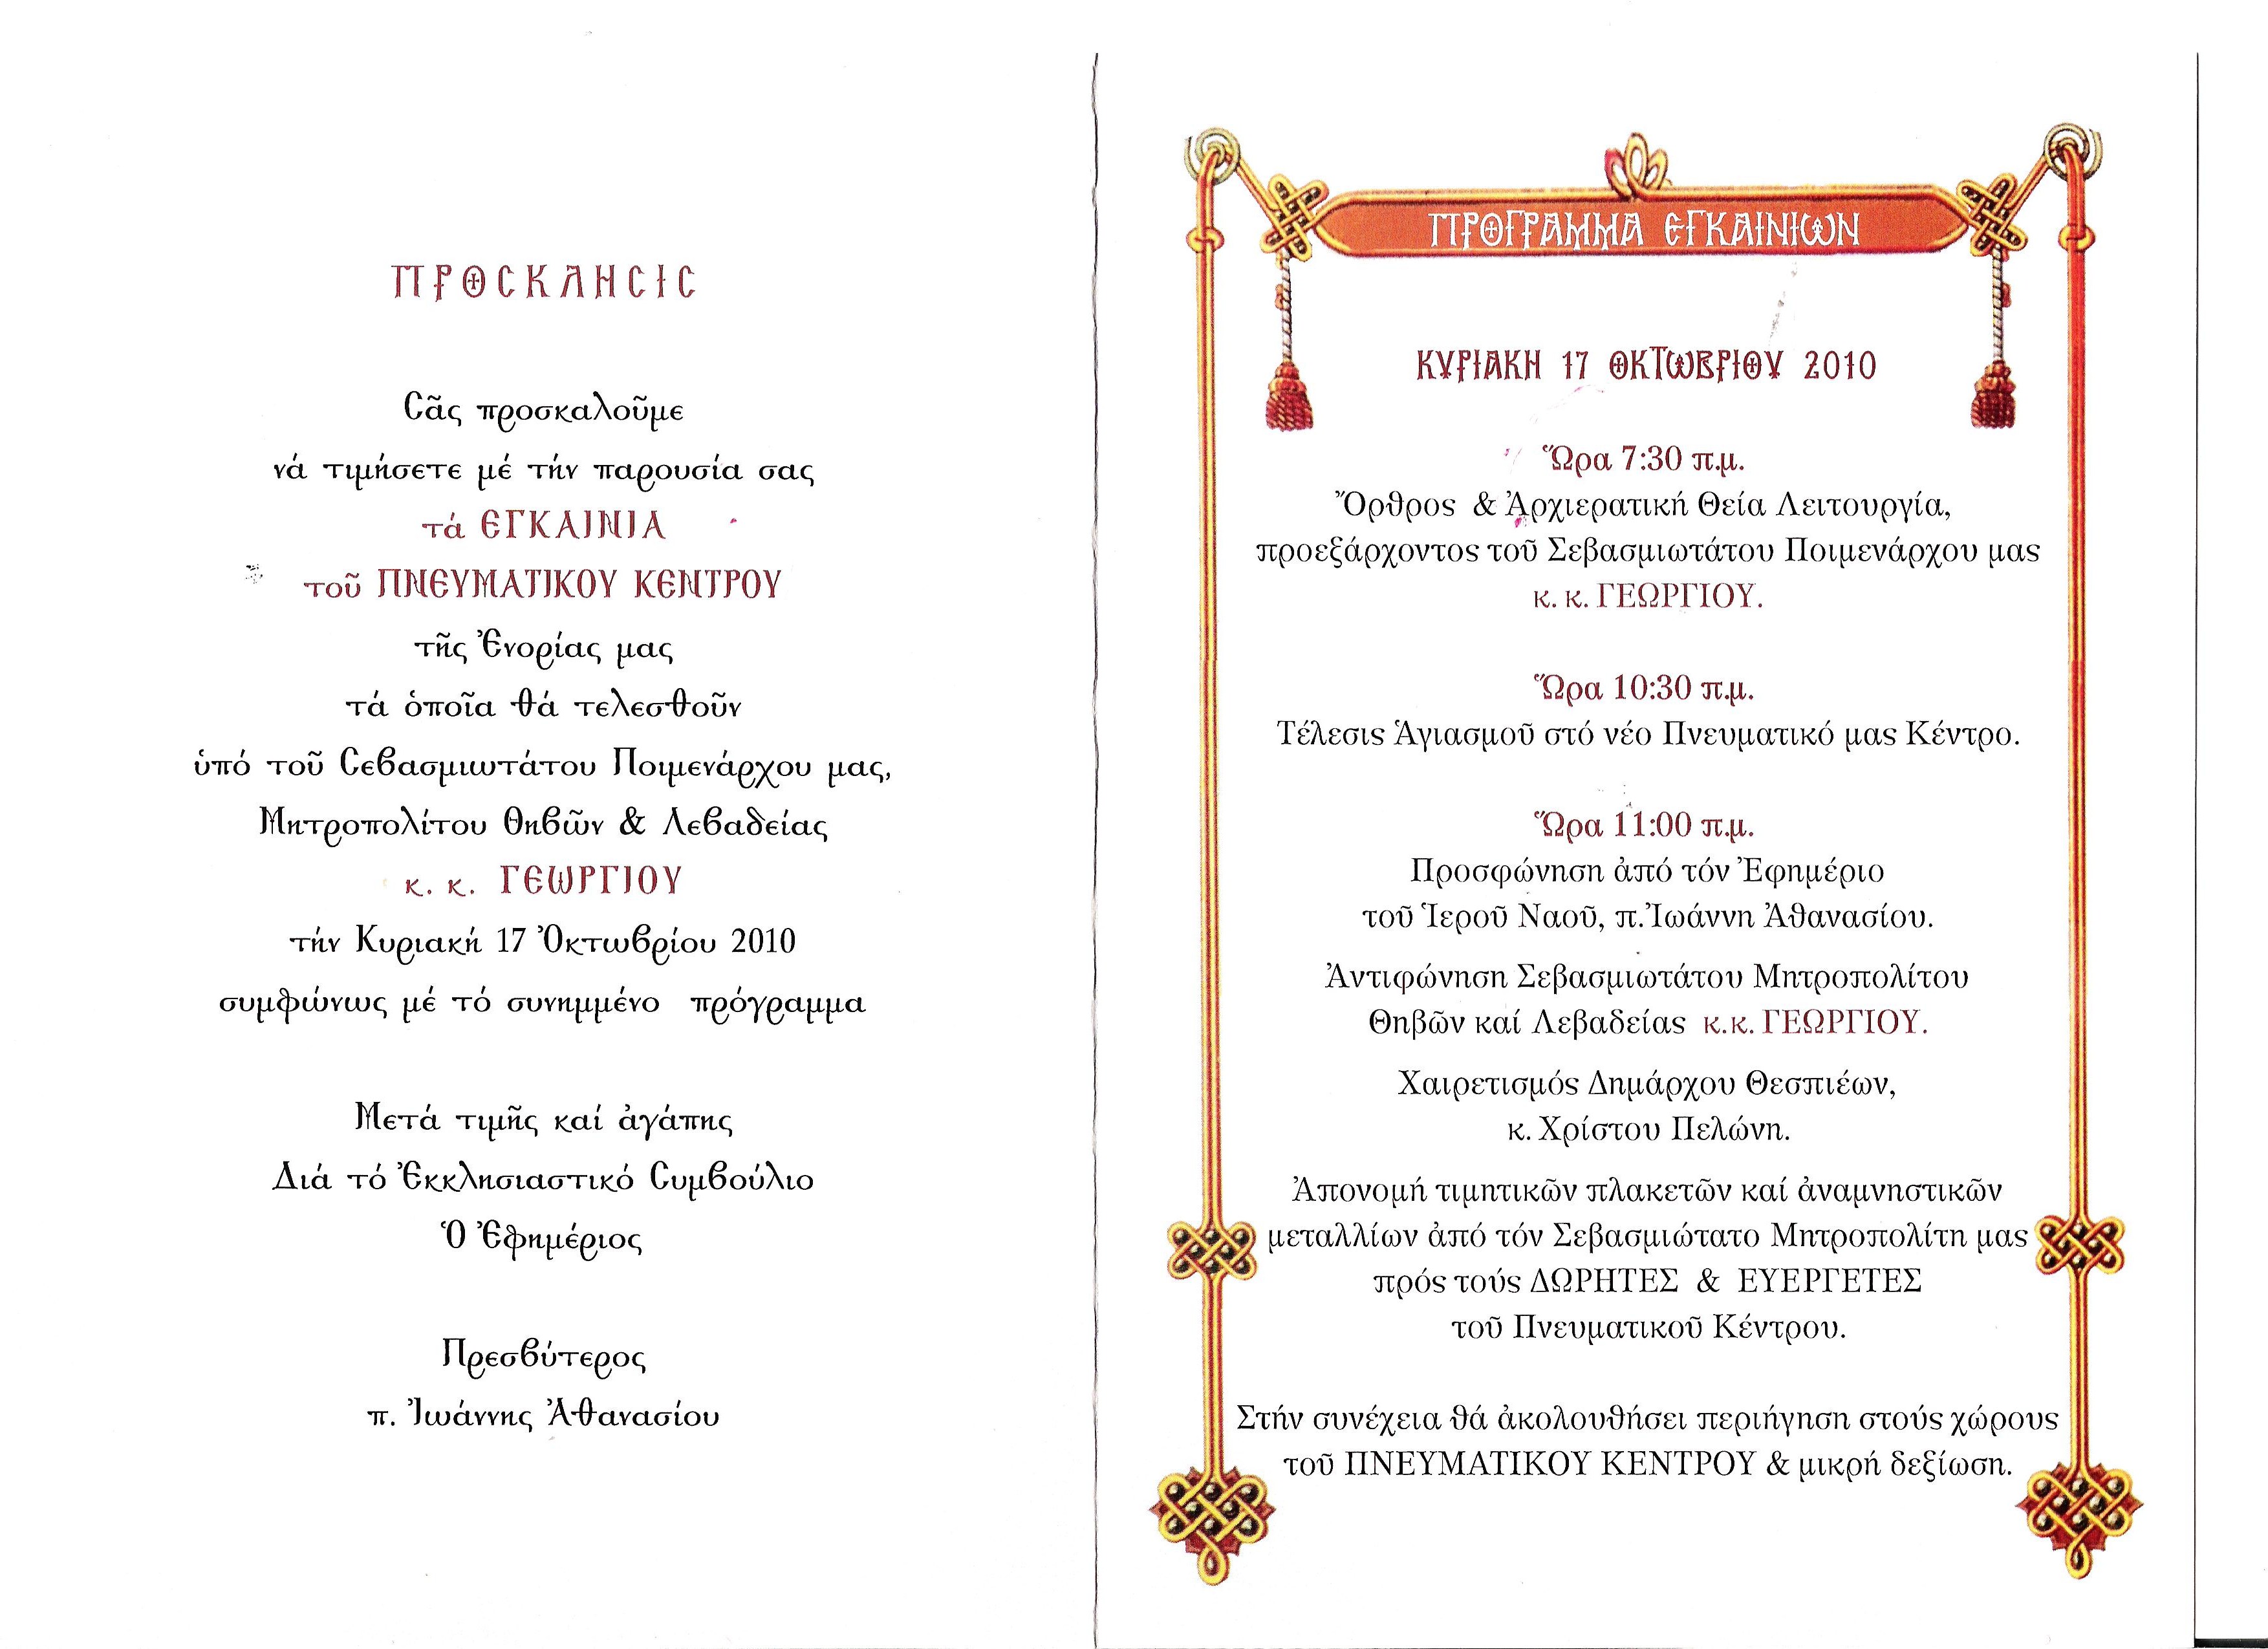 ΠΡΟΣΚΛΗΣΙΣ
Σᾶς προσκαλοῦμε
νά τιμήσετε μέ τήν παρουσία σας
τά ΕΓΚΑΙΝΙΑ
τοῦ ΠΝΕΥΜΑΤΙΚΟΥ ΚΕΝΤΡΟΥ
τῆς Ἐνορίας μας
τά ὁποῖα θά τελεσθοῦν
ὑπό τοῦ Σεβασμιωτάτου Ποιμενάρχου μας,
Μητροπολίτου Θηβῶν & Λεβαδείας
κ. κ. ΓΕΩΡΓΙΟΥ
τήν Κυριακή 17 Ὀκτωβρίου 2010
συμφώνως μέ τό συνημμένο πρόγραμμα
Μετά τιμῆς καί ἀγάπης
Διά τό Ἐκκλησιαστικό Συμβούλιο
Ὁ Ἐφημέριος
Πρεσβύτερος
π. Ἰωάννης Ἀθανασίου
ΠΡΟΓΡΑΜΜΑ ΕΓΚΑΙΝΙΩΝ
ΚΥΡΙΑΚΗ 17 ΟΚΤΩΒΡΙΟΥ 2010
Ὥρα 7:30 π.μ.
Ὄρθρος & Ἀρχιερατική Θεία Λειτουργία,
προεξάρχοντος τοῦ Σεβασμιωτάτου Ποιμενάρχου μας
κ. κ. ΓΕΩΡΓΙΟΥ.
Ὥρα 10:30 π.μ.
Τέλεσις Ἁγιασμοῦ στό νέο Πνευματικό μας Κέντρο.
Ὥρα 11:00 π.μ.
Προσφώνηση ἀπό τόν Ἐφημέριο
τοῦ Ἱεροῦ Ναοῦ, π. Ἰωάννη Ἀθανασίου.
Ἀντιφώνηση Σεβασμιωτάτου Μητροπολίτου
Θηβῶν καί Λεβαδείας κ.κ. ΓΕΩΡΓΙΟΥ.
Χαιρετισμός Δημάρχου Θεσπιέων,
κ. Χρίστου Πελώνη.
Ἀπονομή τιμητικῶν πλακετῶν καί ἀναμνηστικῶν
μεταλλίων ἀπό τόν Σεβασμιώτατο Μητροπολίτη μας
πρός τούς ΔΩΡΗΤΕΣ & ΕΥΕΡΓΕΤΕΣ
τοῦ Πνευματικοῦ Κέντρου.
Στήν συνέχεια θά ἀκολουθήσει περιήγηση στούς χώρους
τοῦ ΠΝΕΥΜΑΤΙΚΟΥ ΚΕΝΤΡΟΥ & μικρή δεξίωση.